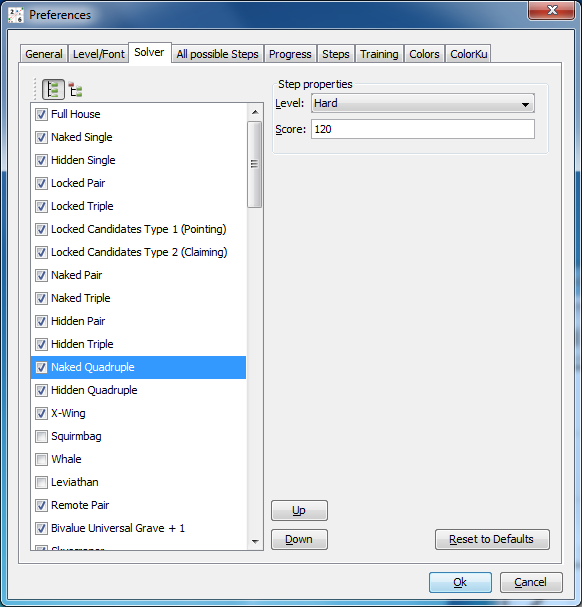 Preferences
General Level/Font Solver All possible Steps Progress Steps Training Colors ColorKu
Full House
Naked Single
Hidden Single
Locked Pair
Locked Triple
Locked Candidates Type 1 (Pointing)
Locked Candidates Type 2 (Claiming)
Naked Pair
Naked Triple
Hidden Pair
Hidden Triple
Naked Quadruple
Hidden Quadruple
X-Wing
Squirmbag
Whale
Leviathan
Remote Pair
Bivalue Universal Grave + 1
Step properties
Level: Hard
Score: 120
Up
Down
Reset to Defaults
Ok
Cancel